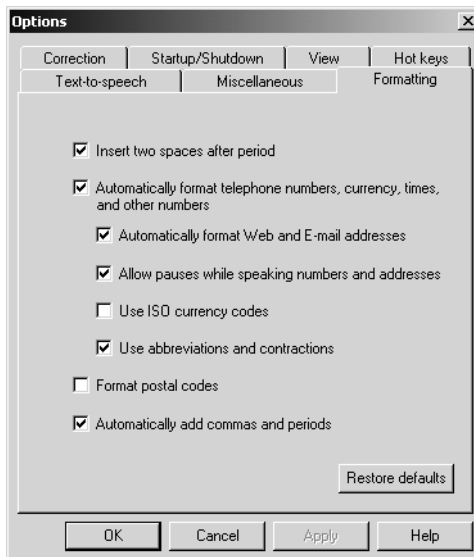 Options
Correction Startup/Shutdown View Hot keys
Text-to-speech Miscellaneous Formatting
Insert two spaces after period
Automatically format telephone numbers, currency, times,
and other numbers
Automatically format Web and E-mail addresses
Allow pauses while speaking numbers and addresses
Use ISO currency codes
Use abbreviations and contractions
Format postal codes
Automatically add commas and periods
Restore defaults
OK Cancel Apply Help